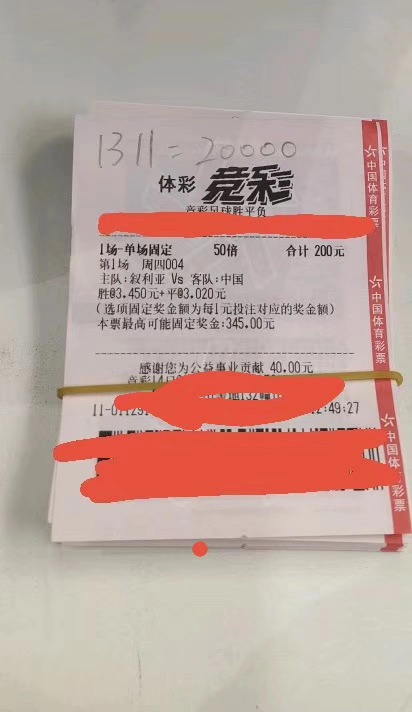 1311=20000
体彩 竞彩
竞彩足球胜平负
1场-单场固定 50倍 合计 200元
第1场 周四004
主队:叙利亚 Vs 客队:中国
胜@3.450元+平@3.020元
(选项固定奖金额为每1元投注对应的奖金额)
本票最高可能固定奖金:345.00元
感谢您为公益事业贡献 40.00元
中国体育彩票
中国体育彩票
中国体育彩票